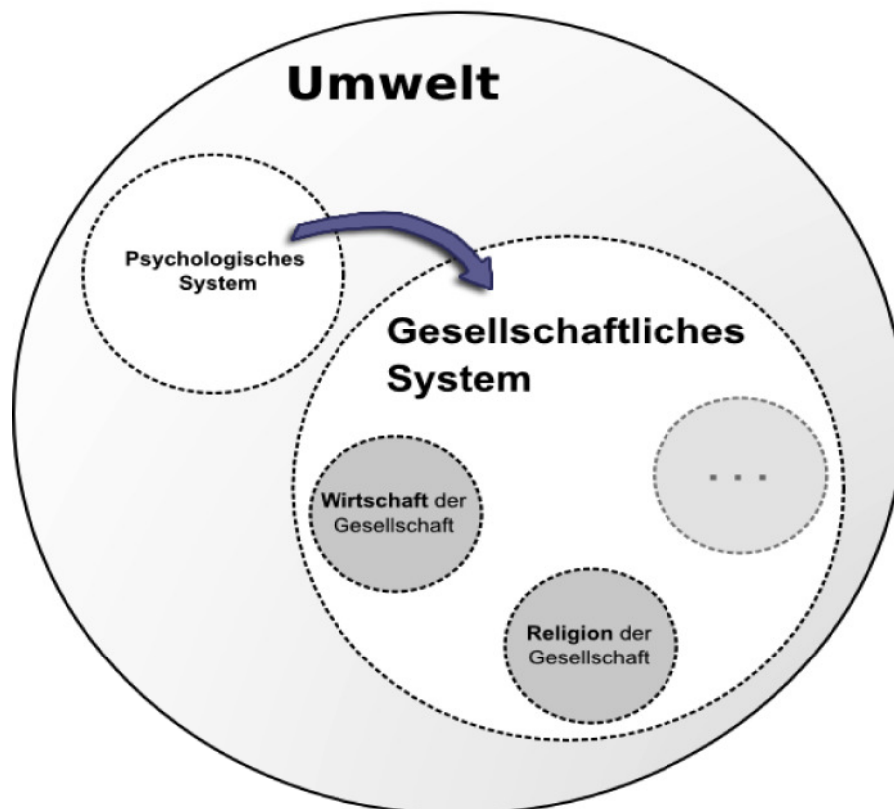 Umwelt
Psychologisches
System
Gesellschaftliches
System
Wirtschaft der
Gesellschaft
. . .
Religion der
Gesellschaft